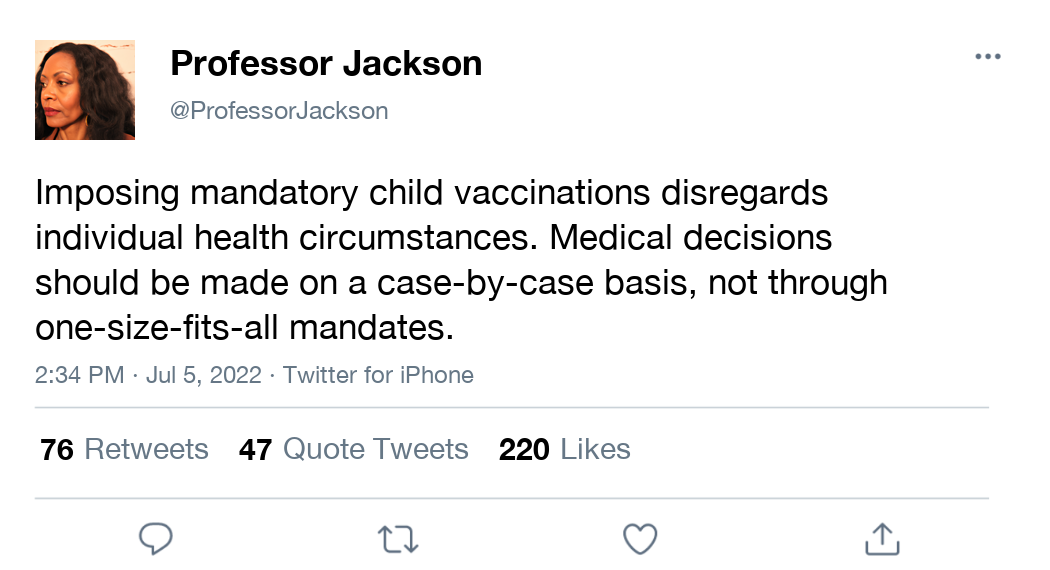 Professor Jackson
@ProfessorJackson
Imposing mandatory child vaccinations disregards
individual health circumstances. Medical decisions
should be made on a case-by-case basis, not through
one-size-fits-all mandates.
2:34 PM · Jul 5, 2022 · Twitter for iPhone
76 Retweets 47 Quote Tweets 220 Likes